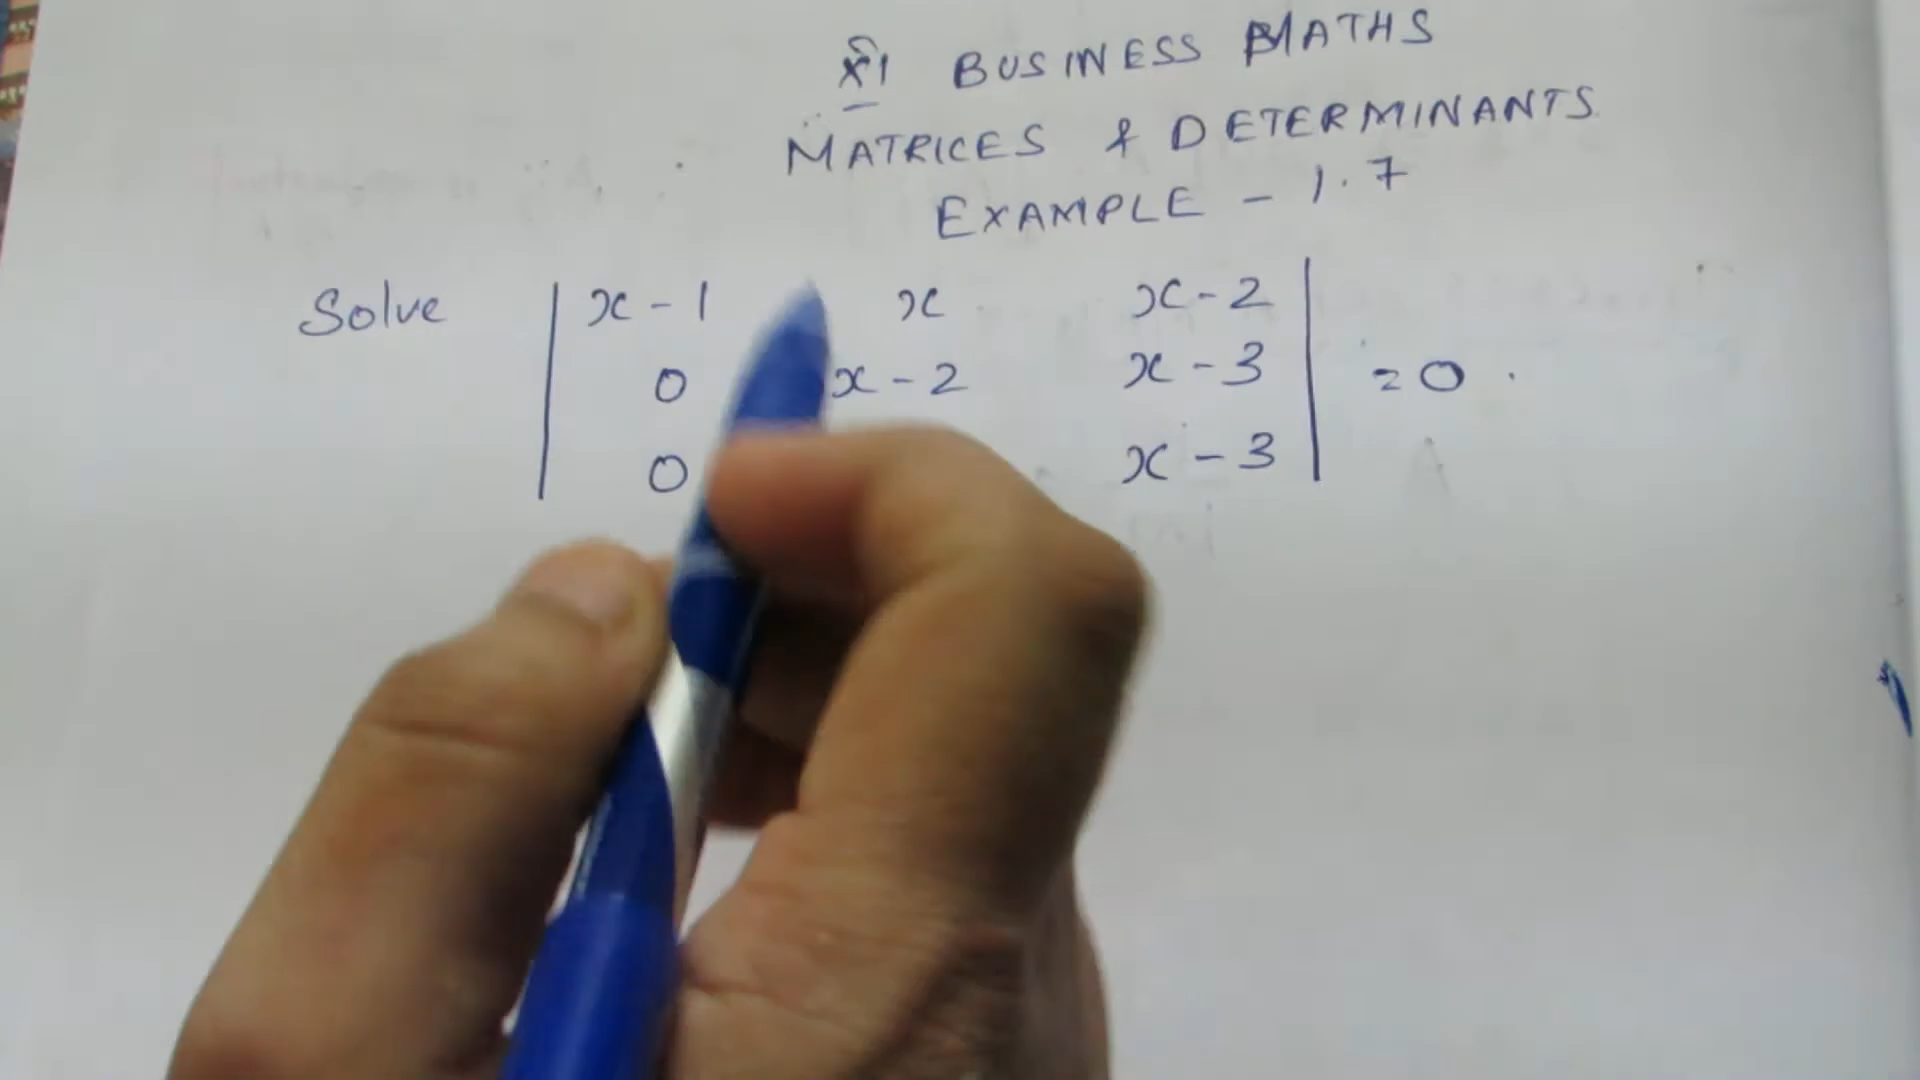 XI BUSINESS MATHS
MATRICES & DETERMINANTS
EXAMPLE - 1.7
Solve | x-1 x x-2 |
0 x-2 x-3 = 0.
0 x-3